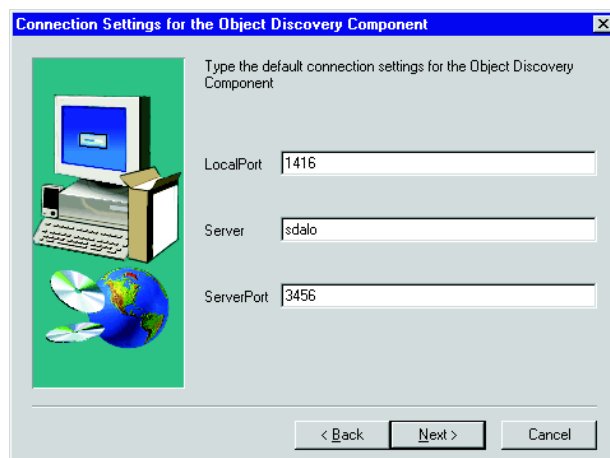 Connection Settings for the Object Discovery Component
Type the default connection settings for the Object Discovery
Component
LocalPort 1416
Server sdalo
ServerPort 3456
< Back Next > Cancel